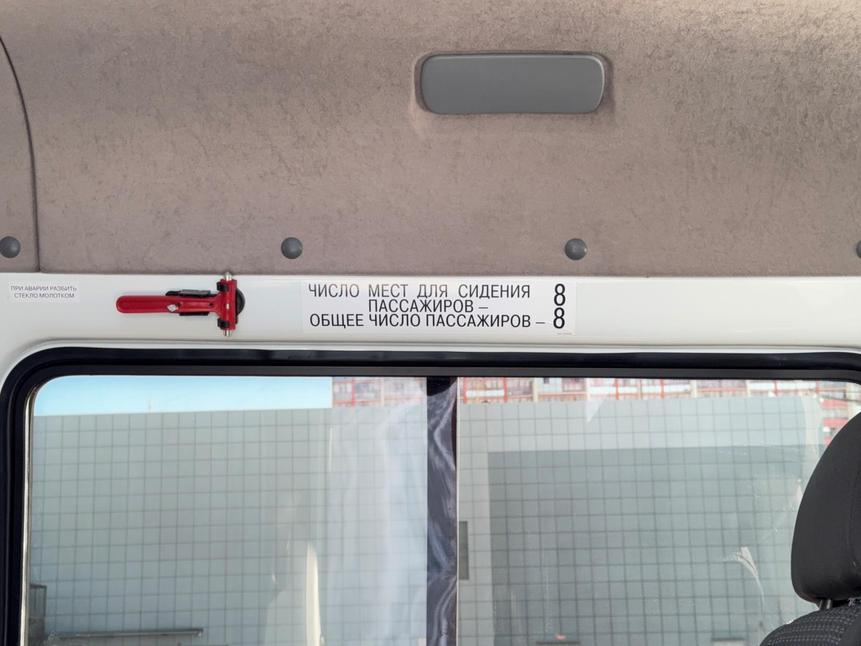 ПРИ АВАРИИ РАЗБИТЬ
СТЕКЛО МОЛОТКОМ
ЧИСЛО МЕСТ ДЛЯ СИДЕНИЯ 8
ПАССАЖИРОВ –
ОБЩЕЕ ЧИСЛО ПАССАЖИРОВ – 8